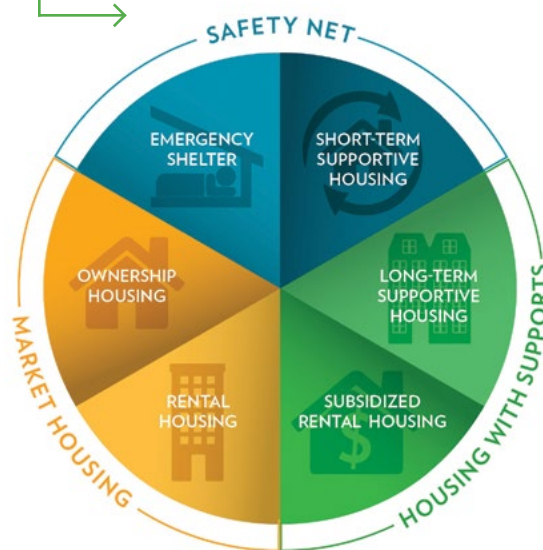 SAFETY NET
EMERGENCY
SHELTER
SHORT-TERM
SUPPORTIVE
HOUSING
OWNERSHIP
HOUSING
LONG-TERM
SUPPORTIVE
HOUSING
RENTAL
HOUSING
SUBSIDIZED
RENTAL HOUSING
$
MARKET HOUSING
HOUSING WITH SUPPORTS